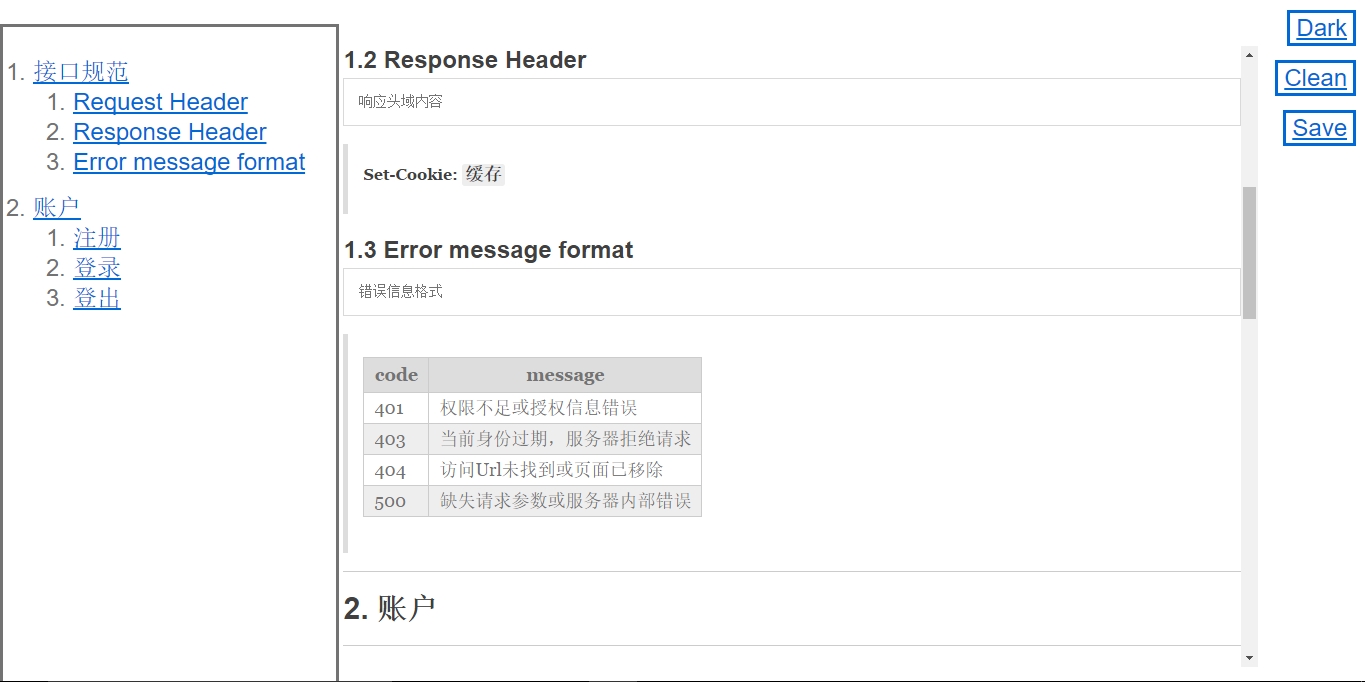 1. 接口规范
1. Request Header
2. Response Header
3. Error message format
2. 账户
1. 注册
2. 登录
3. 登出
1.2 Response Header
响应头域内容
Set-Cookie: 缓存
1.3 Error message format
错误信息格式
code message
401 权限不足或授权信息错误
403 当前身份过期，服务器拒绝请求
404 访问Url未找到或页面已移除
500 缺失请求参数或服务器内部错误
2. 账户
Dark
Clean
Save